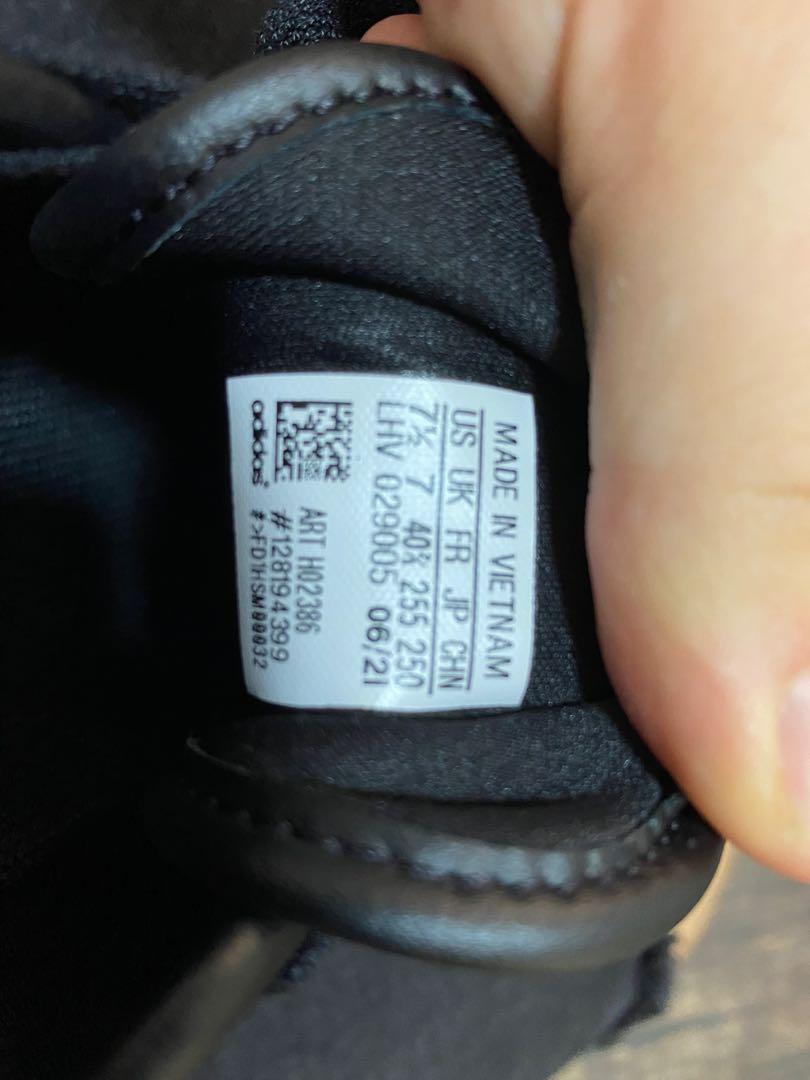 MADE IN VIETNAM
US UK FR JP CHN
7½ 7 40⅔ 255 250
LHV 029005 06/21
ART H02386
#128194399
#>FD1HSM00032
adidas